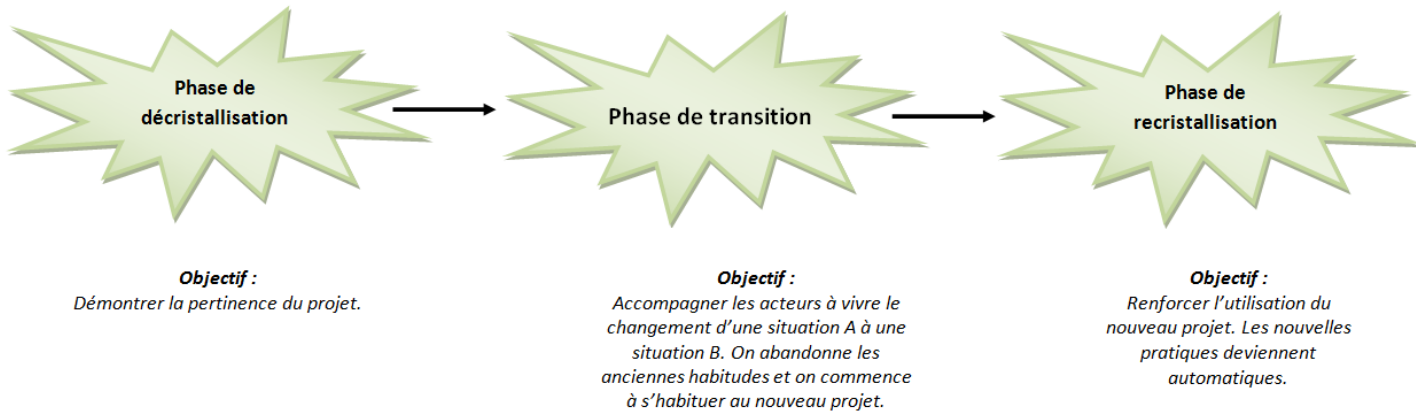 Phase de
décristallisation
Phase de transition
Phase de
recristallisation
Objectif :
Démontrer la pertinence du projet.
Objectif :
Accompagner les acteurs à vivre le
changement d’une situation A à une
situation B. On abandonne les
anciennes habitudes et on commence
à s’habituer au nouveau projet.
Objectif :
Renforcer l’utilisation du
nouveau projet. Les nouvelles
pratiques deviennent
automatiques.